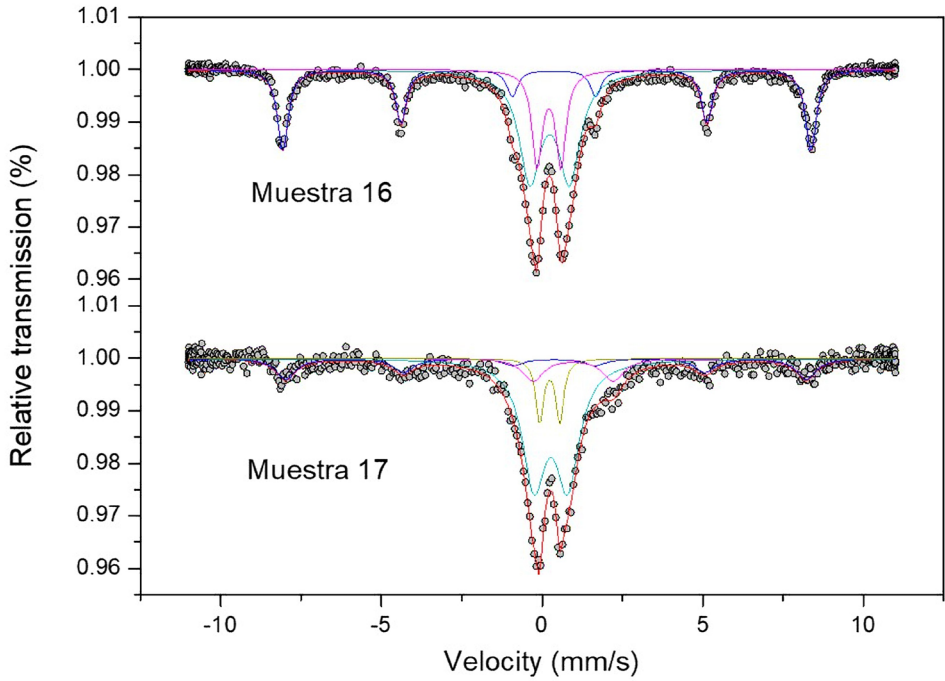 Relative transmission (%)
1.01
1.00
0.99
0.98
0.97
0.96
Muestra 16
1.01
1.00
0.99
0.98
0.97
0.96
Muestra 17
-10 -5 0 5 10
Velocity (mm/s)